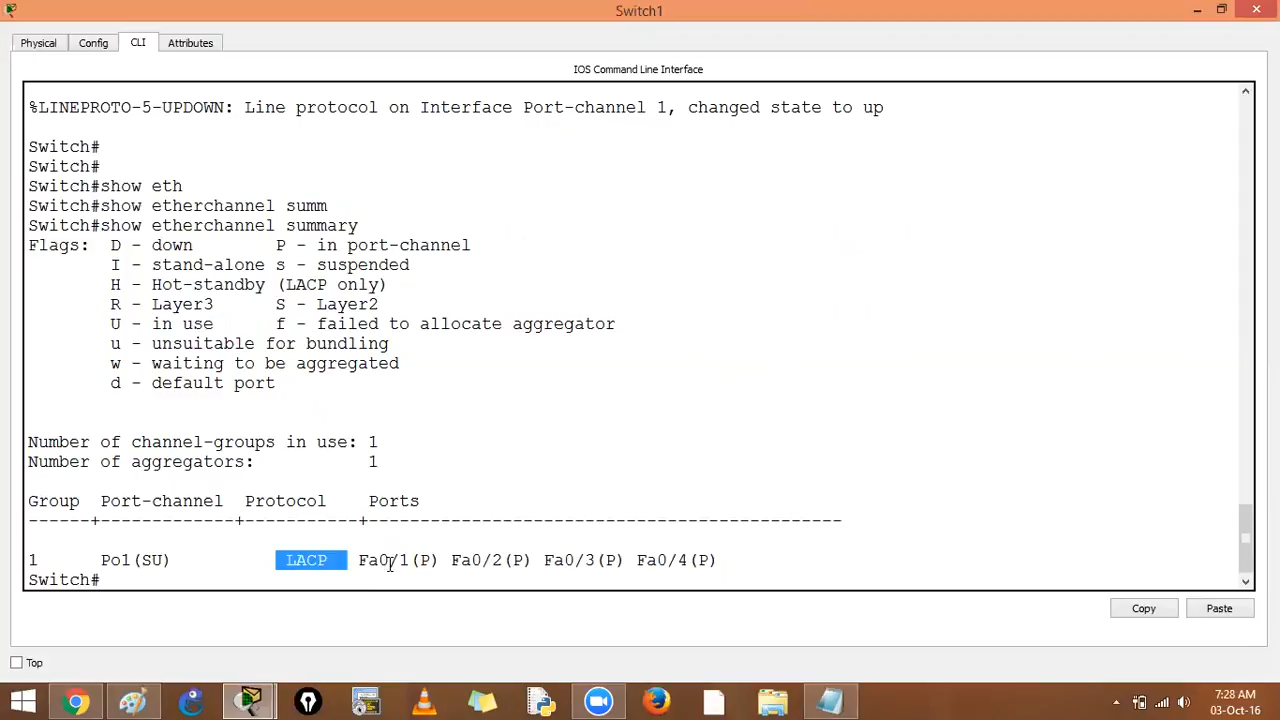 Switch1
Physical Config CLI Attributes
IOS Command Line Interface
%LINEPROTO-5-UPDOWN: Line protocol on Interface Port-channel 1, changed state to up
Switch#
Switch#
Switch#show eth
Switch#show etherchannel summ
Switch#show etherchannel summary
Flags:  D - down        P - in port-channel
        I - stand-alone s - suspended
        H - Hot-standby (LACP only)
        R - Layer3      S - Layer2
        U - in use      f - failed to allocate aggregator
        u - unsuitable for bundling
        w - waiting to be aggregated
        d - default port
Number of channel-groups in use: 1
Number of aggregators:           1
Group  Port-channel  Protocol    Ports
------+-------------+-----------+----------------------------------------------
1      Po1(SU)           LACP   Fa0/1(P) Fa0/2(P) Fa0/3(P) Fa0/4(P)
Switch#
Copy Paste
Top
7:28 AM
03-Oct-16